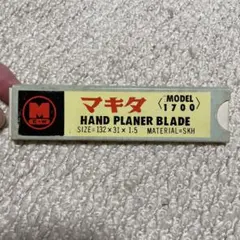 M
マキタ
MODEL
1700
HAND PLANER BLADE
SIZE=132×31×1.5 MATERIAL=SKH